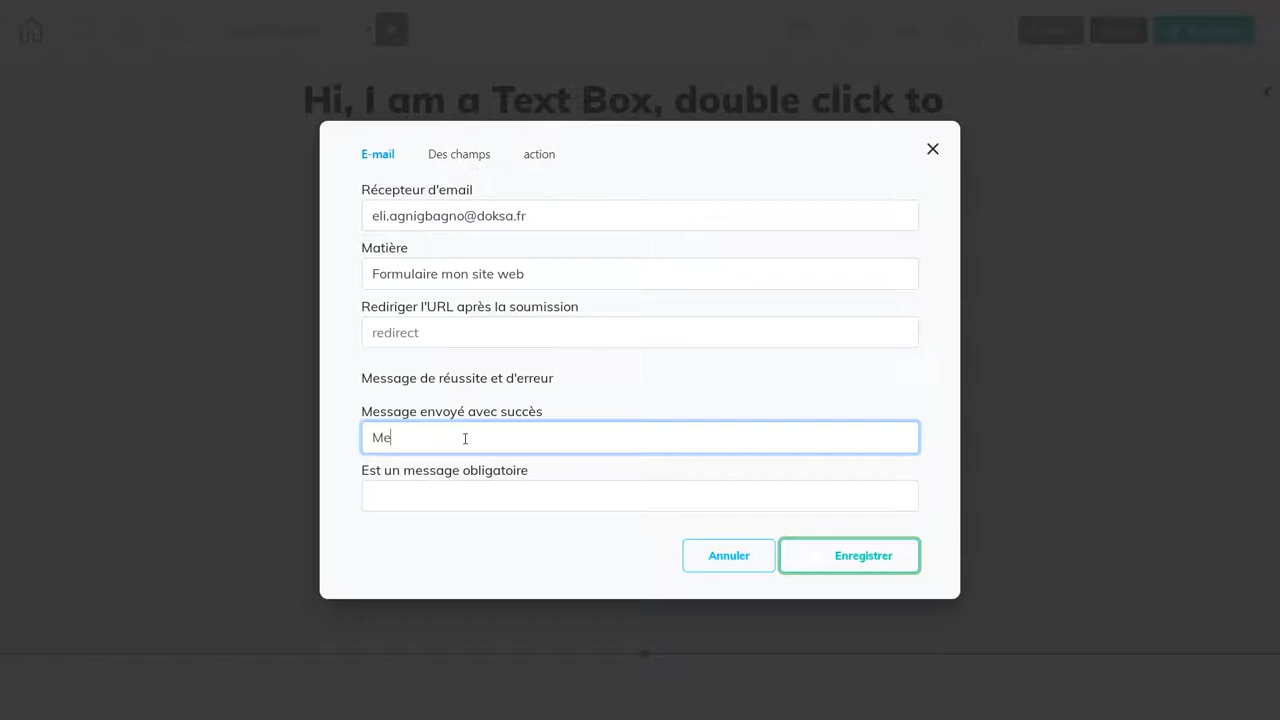 Hi, I am a Text Box, double click to
E-mail
Des champs
action
Récepteur d'email
eli.agnigbagno@doksa.fr
Matière
Formulaire mon site web
Rediriger l'URL après la soumission
redirect
Message de réussite et d'erreur
Message envoyé avec succès
Me
Est un message obligatoire
Annuler
Enregistrer